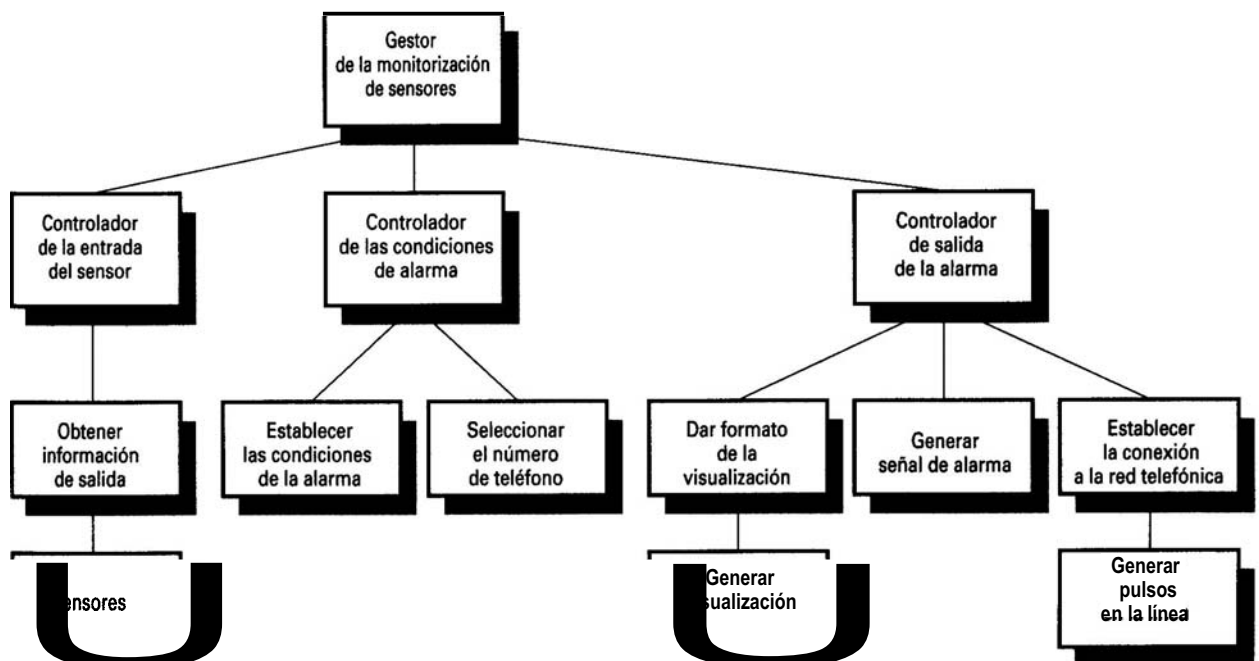 Gestor
de la monitorización
de sensores
Controlador
de la entrada
del sensor
Controlador
de las condiciones
de alarma
Controlador
de salida
de la alarma
Obtener
información
de salida
Establecer
las condiciones
de la alarma
Seleccionar
el número
de teléfono
Dar formato
de la
visualización
Generar
señal de alarma
Establecer
la conexión
a la red telefónica
Generar
Generar
pulsos
en la línea